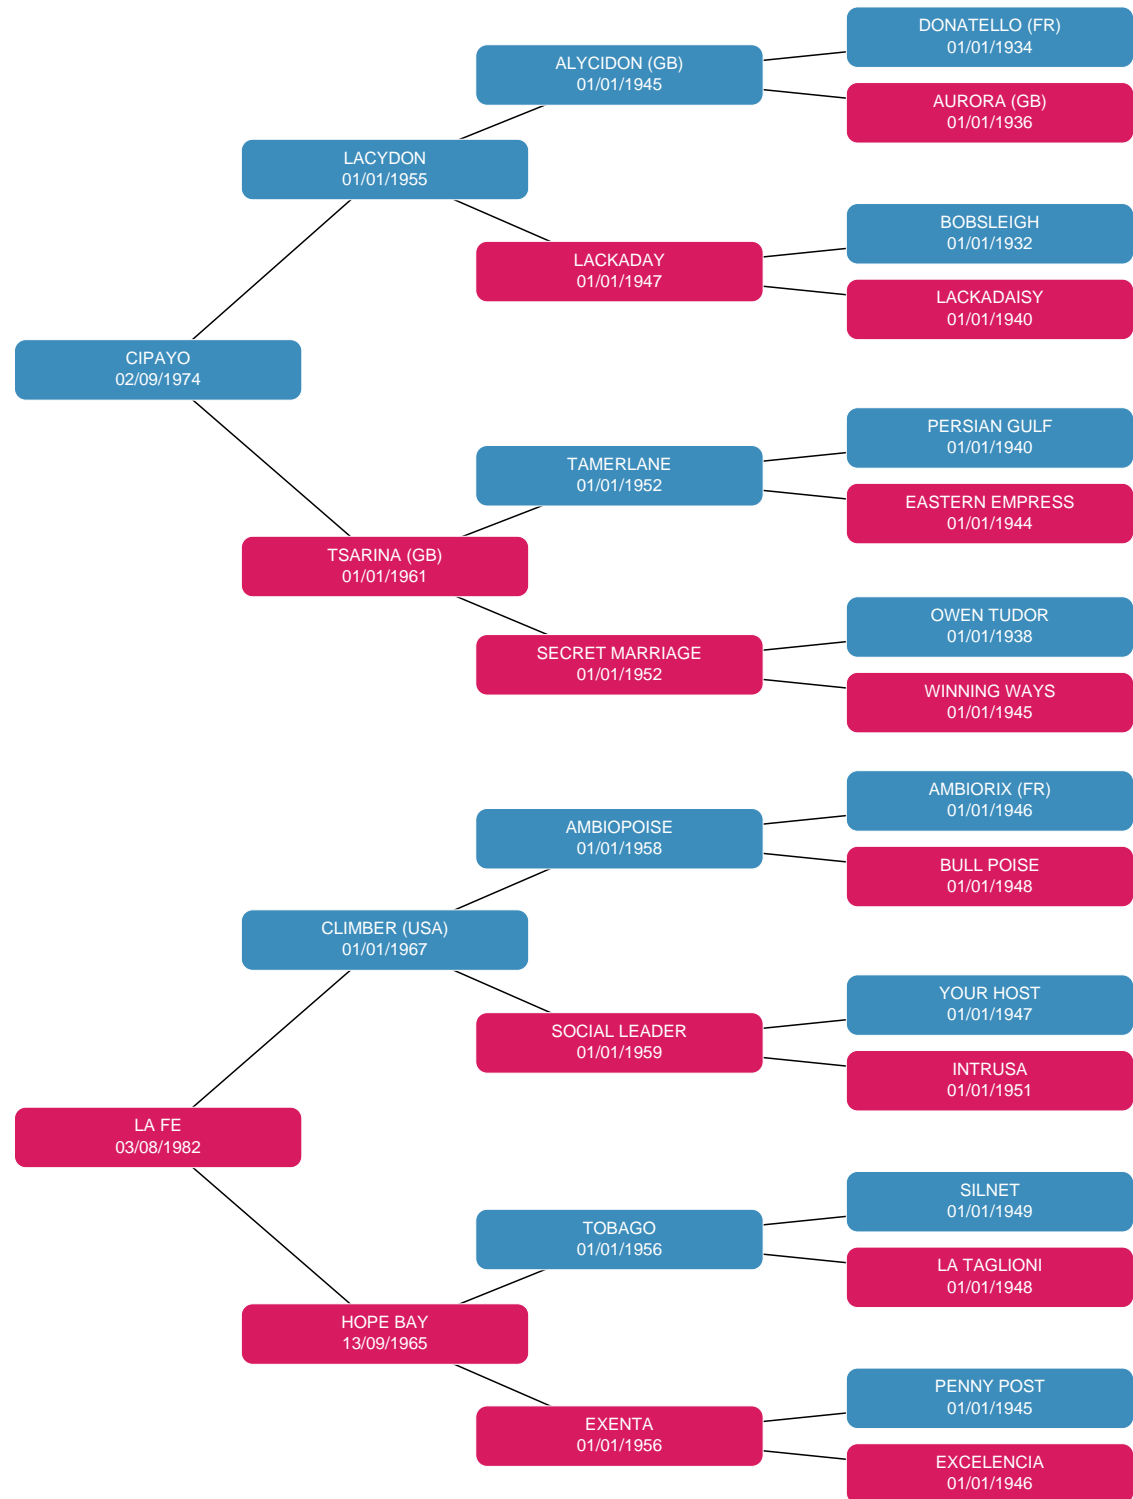 DONATELLO (FR)
01/01/1934
ALYCIDON (GB)
01/01/1945
AURORA (GB)
01/01/1936
LACYDON
01/01/1955
BOBSLEIGH
01/01/1932
LACKADAY
01/01/1947
LACKADAISY
01/01/1940
CIPAYO
02/09/1974
PERSIAN GULF
01/01/1940
TAMERLANE
01/01/1952
EASTERN EMPRESS
01/01/1944
TSARINA (GB)
01/01/1961
OWEN TUDOR
01/01/1938
SECRET MARRIAGE
01/01/1952
WINNING WAYS
01/01/1945
AMBIORIX (FR)
01/01/1946
AMBIOPOISE
01/01/1958
BULL POISE
01/01/1948
CLIMBER (USA)
01/01/1967
YOUR HOST
01/01/1947
SOCIAL LEADER
01/01/1959
INTRUSA
01/01/1951
LA FE
03/08/1982
SILNET
01/01/1949
TOBAGO
01/01/1956
LA TAGLIONI
01/01/1948
HOPE BAY
13/09/1965
PENNY POST
01/01/1945
EXENTA
01/01/1956
EXCELENCIA
01/01/1946